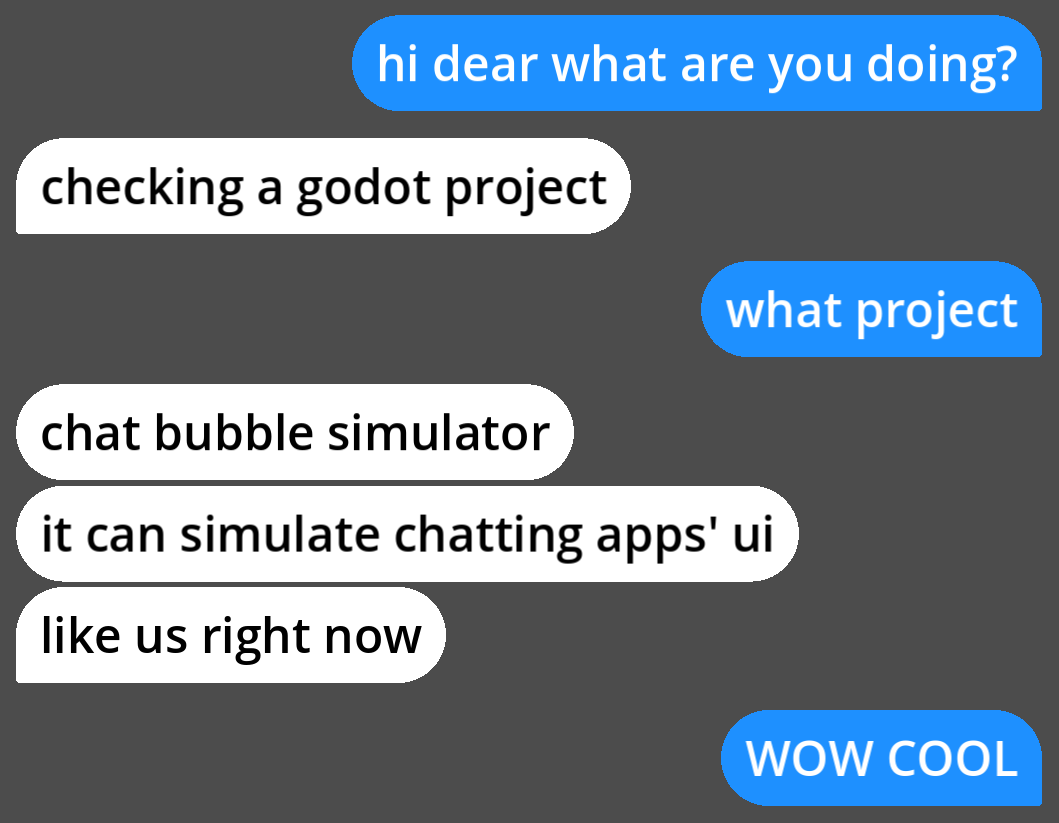 hi dear what are you doing?
checking a godot project
what project
chat bubble simulator
it can simulate chatting apps' ui
like us right now
WOW COOL